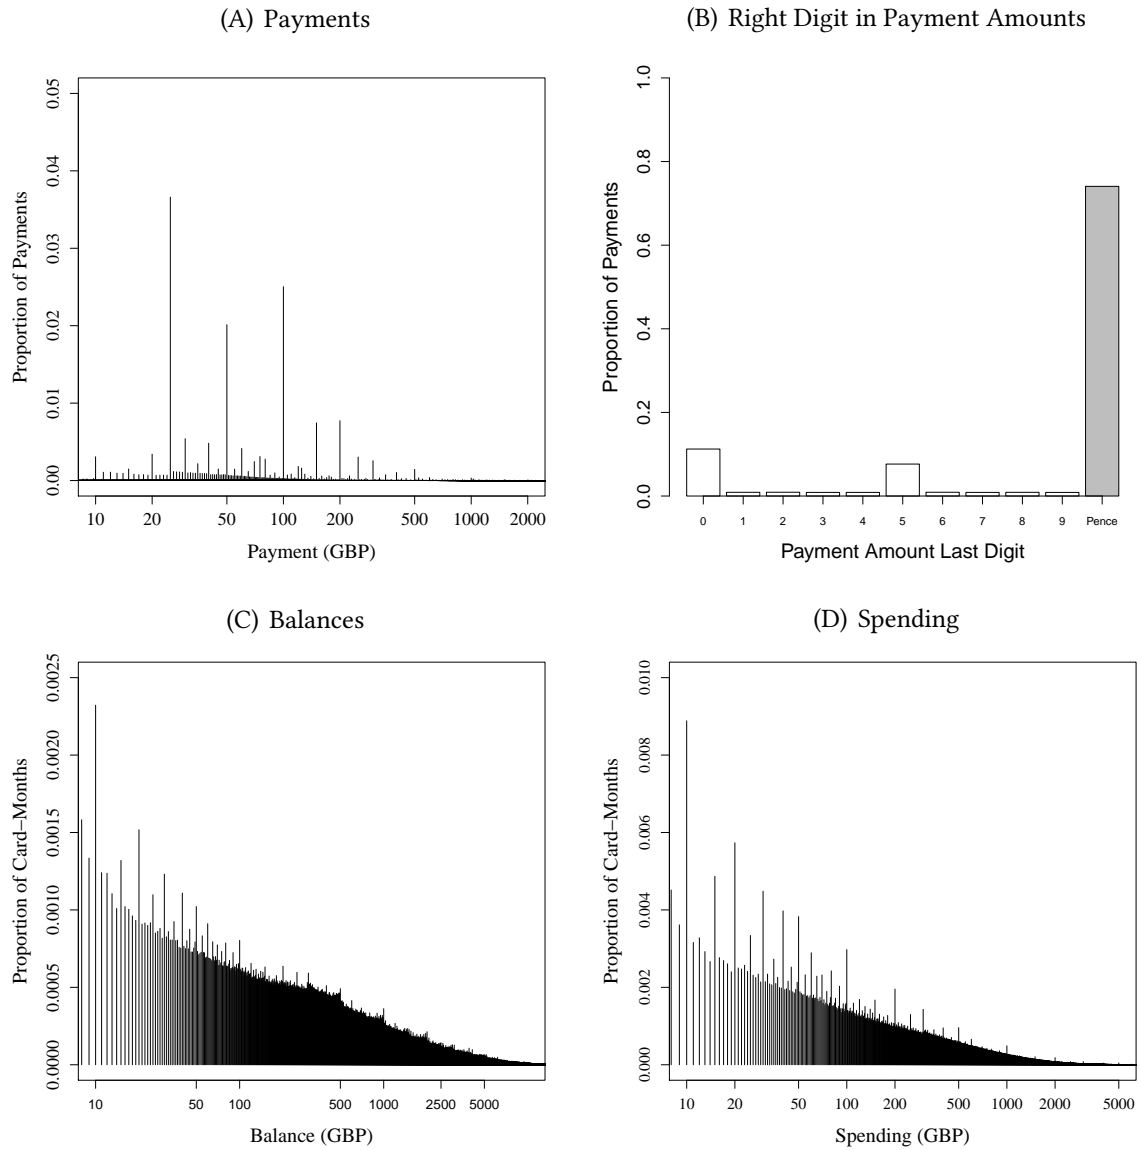 (A) Payments
Proportion of Payments
0.00 0.01 0.02 0.03 0.04 0.05
10 20 50 100 200 500 1000 2000
Payment (GBP)
(B) Right Digit in Payment Amounts
Proportion of Payments
0.0 0.2 0.4 0.6 0.8 1.0
0 1 2 3 4 5 6 7 8 9 Pence
Payment Amount Last Digit
(C) Balances
Proportion of Card−Months
0.0000 0.0005 0.0010 0.0015 0.0020 0.0025
10 50 100 500 1000 2500 5000
Balance (GBP)
(D) Spending
Proportion of Card−Months
0.000 0.002 0.004 0.006 0.008 0.010
10 20 50 100 200 500 1000 2000 5000
Spending (GBP)